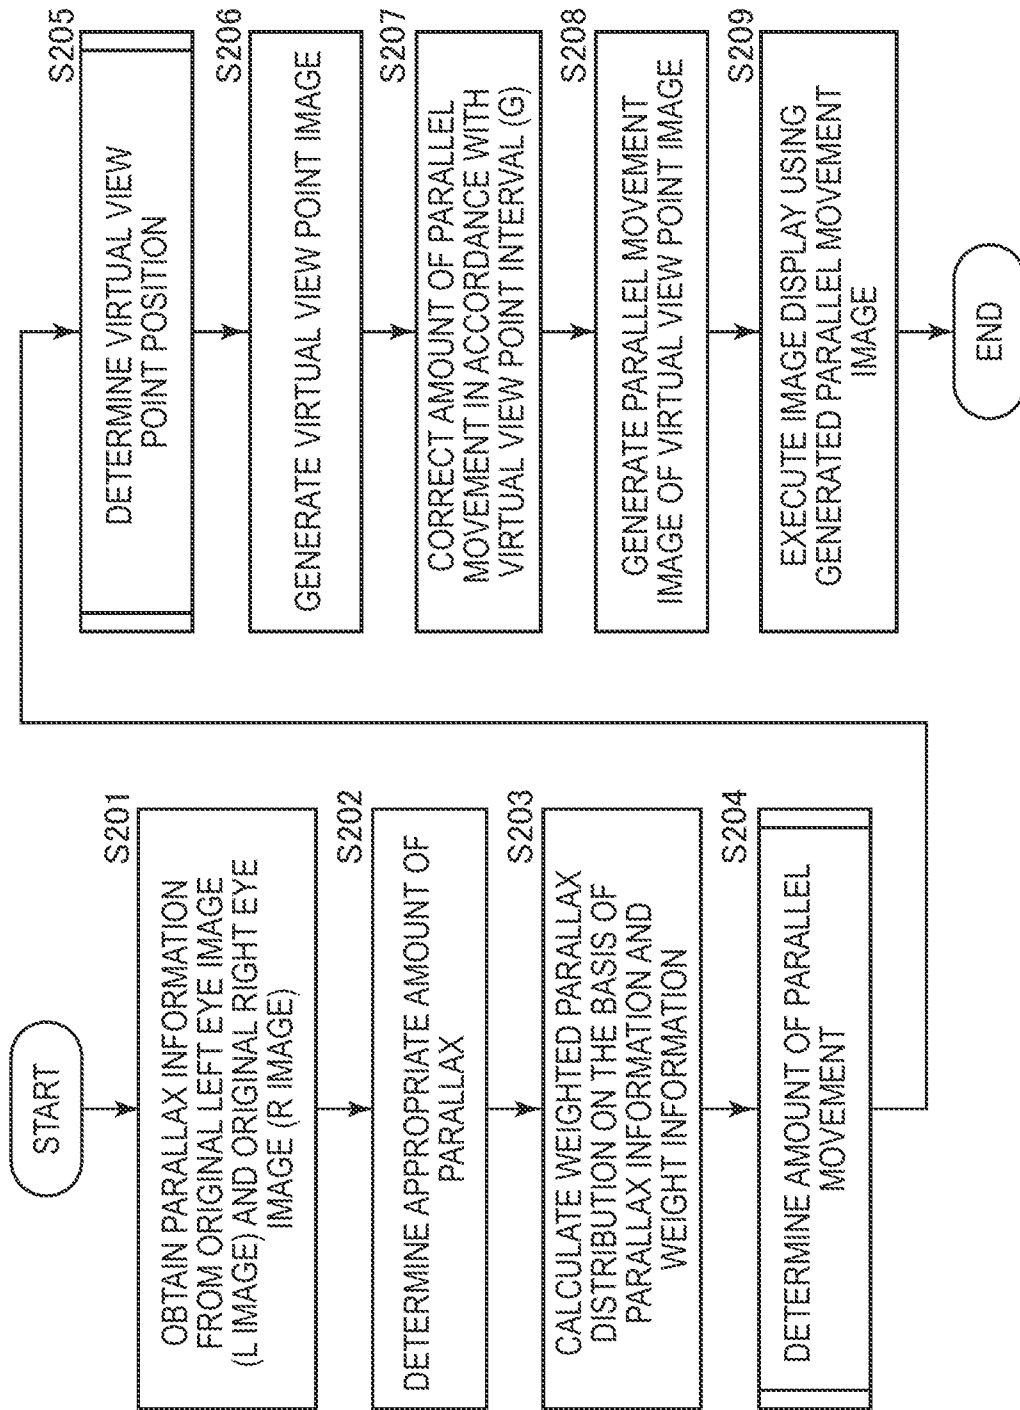 START
S201
OBTAIN PARALLAX INFORMATION
FROM ORIGINAL LEFT EYE IMAGE
(L IMAGE) AND ORIGINAL RIGHT EYE
IMAGE (R IMAGE)
S202
DETERMINE APPROPRIATE AMOUNT OF
PARALLAX
S203
CALCULATE WEIGHTED PARALLAX
DISTRIBUTION ON THE BASIS OF
PARALLAX INFORMATION AND
WEIGHT INFORMATION
S204
DETERMINE AMOUNT OF PARALLEL
MOVEMENT
S205
DETERMINE VIRTUAL VIEW
POINT POSITION
S206
GENERATE VIRTUAL VIEW POINT IMAGE
S207
CORRECT AMOUNT OF PARALLEL
MOVEMENT IN ACCORDANCE WITH
VIRTUAL VIEW POINT INTERVAL (G)
S208
GENERATE PARALLEL MOVEMENT
IMAGE OF VIRTUAL VIEW POINT IMAGE
S209
EXECUTE IMAGE DISPLAY USING
GENERATED PARALLEL MOVEMENT
IMAGE
END